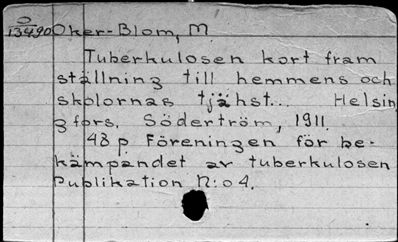 O
13490 Oker-Blom, M.
Tuberkulosen kort fram
ställning till hemmens och
skolornas tjähst... Helsin
gfors, Söderström, 1911.
48 p Föreningen för be-
kämpandet av tuberkulosen
Publikation N:o 4.